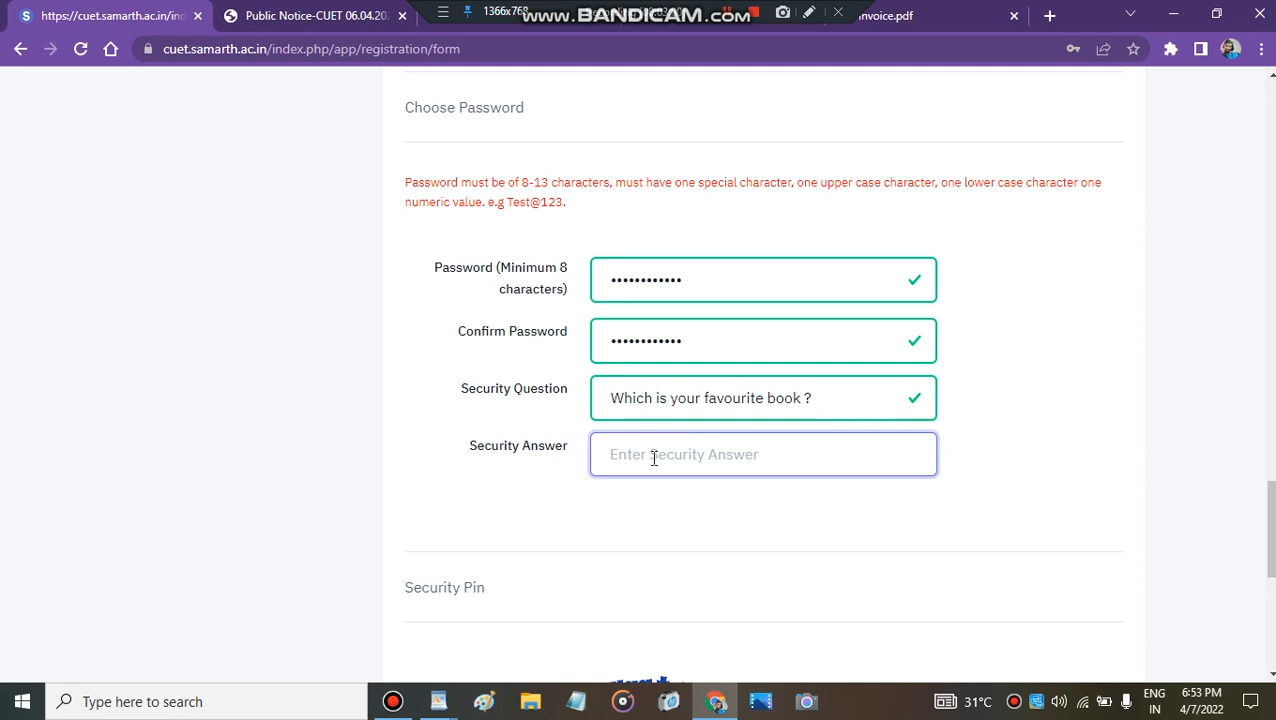 https://cuet.samarth.ac.in/ind
Public Notice-CUET 06.04.202
1366x768
www.BANDICAM.com
invoice.pdf
cuet.samarth.ac.in/index.php/app/registration/form
Choose Password
Password must be of 8-13 characters, must have one special character, one upper case character, one lower case character one
numeric value. e.g Test@123.
Password (Minimum 8
characters)
Confirm Password
Security Question
Which is your favourite book ?
Security Answer
Enter Security Answer
Security Pin
Type here to search
31°C
ENG
IN
6:53 PM
4/7/2022